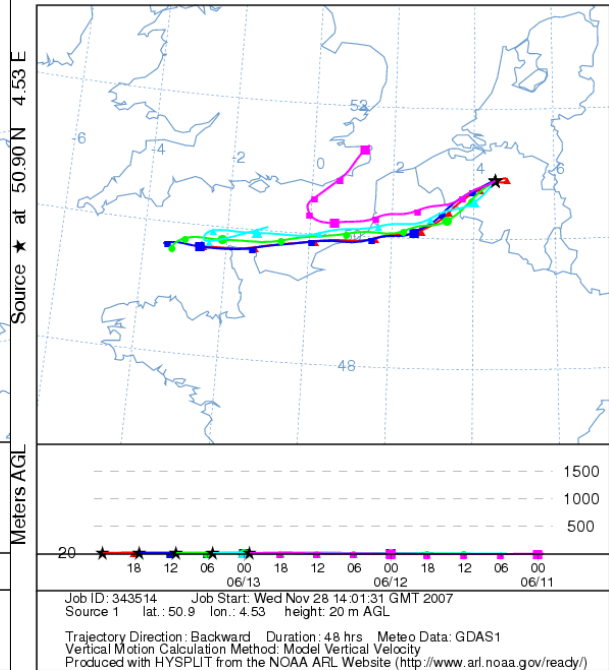 Source ★ at 50.90 N 4.53 E
52
-6
-4
-2
0
2
4
6
48
Meters AGL
1500
1000
500
20
18 12 06 00 18 12 06 00 18 12 06 00
06/13 06/12 06/11
Job ID: 343514 Job Start: Wed Nov 28 14:01:31 GMT 2007
Source 1 lat.: 50.9 lon.: 4.53 height: 20 m AGL
Trajectory Direction: Backward Duration: 48 hrs Meteo Data: GDAS1
Vertical Motion Calculation Method: Model Vertical Velocity
Produced with HYSPLIT from the NOAA ARL Website (http://www.arl.noaa.gov/ready/)